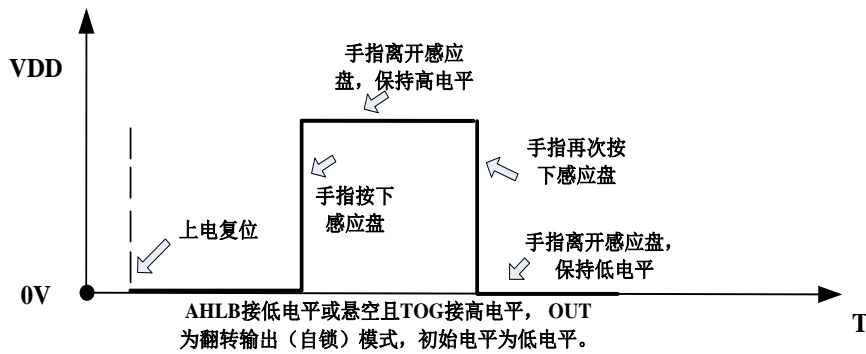 VDD
手指离开感应
盘，保持高电平
手指再次按
下感应盘
手指按下
感应盘
上电复位
手指离开感应盘，
保持低电平
0V
T
AHLB接低电平或悬空且TOG接高电平， OUT
为翻转输出（自锁）模式，初始电平为低电平。